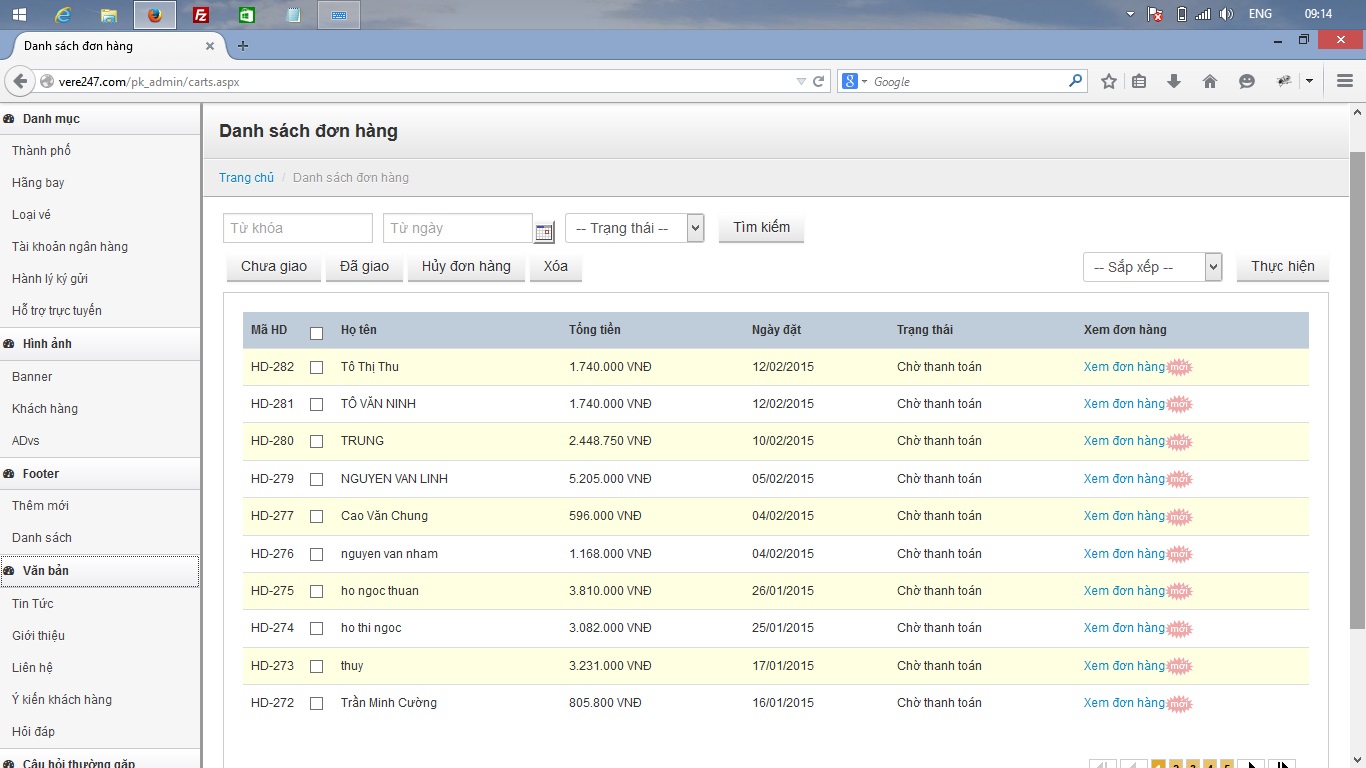 ENG 09:14
Danh sách đơn hàng
vere247.com/pk_admin/carts.aspx
Google
Danh mục
Thành phố
Hãng bay
Loại vé
Tài khoản ngân hàng
Hành lý ký gửi
Hỗ trợ trực tuyến
Hình ảnh
Banner
Khách hàng
ADvs
Footer
Thêm mới
Danh sách
Văn bản
Tin Tức
Giới thiệu
Liên hệ
Ý kiến khách hàng
Hỏi đáp
Câu hỏi thường gặp
Danh sách đơn hàng
Trang chủ / Danh sách đơn hàng
Từ khóa Từ ngày -- Trạng thái -- Tìm kiếm
Chưa giao Đã giao Hủy đơn hàng Xóa -- Sắp xếp -- Thực hiện
Mã HD Họ tên Tổng tiền Ngày đặt Trạng thái Xem đơn hàng
HD-282 Tô Thị Thu 1.740.000 VNĐ 12/02/2015 Chờ thanh toán Xem đơn hàng mới
HD-281 TÔ VĂN NINH 1.740.000 VNĐ 12/02/2015 Chờ thanh toán Xem đơn hàng mới
HD-280 TRUNG 2.448.750 VNĐ 10/02/2015 Chờ thanh toán Xem đơn hàng mới
HD-279 NGUYEN VAN LINH 5.205.000 VNĐ 05/02/2015 Chờ thanh toán Xem đơn hàng mới
HD-277 Cao Văn Chung 596.000 VNĐ 04/02/2015 Chờ thanh toán Xem đơn hàng mới
HD-276 nguyen van nham 1.168.000 VNĐ 04/02/2015 Chờ thanh toán Xem đơn hàng mới
HD-275 ho ngoc thuan 3.810.000 VNĐ 26/01/2015 Chờ thanh toán Xem đơn hàng mới
HD-274 ho thi ngoc 3.082.000 VNĐ 25/01/2015 Chờ thanh toán Xem đơn hàng mới
HD-273 thuy 3.231.000 VNĐ 17/01/2015 Chờ thanh toán Xem đơn hàng mới
HD-272 Trần Minh Cường 805.800 VNĐ 16/01/2015 Chờ thanh toán Xem đơn hàng mới
1 2 3 4 5